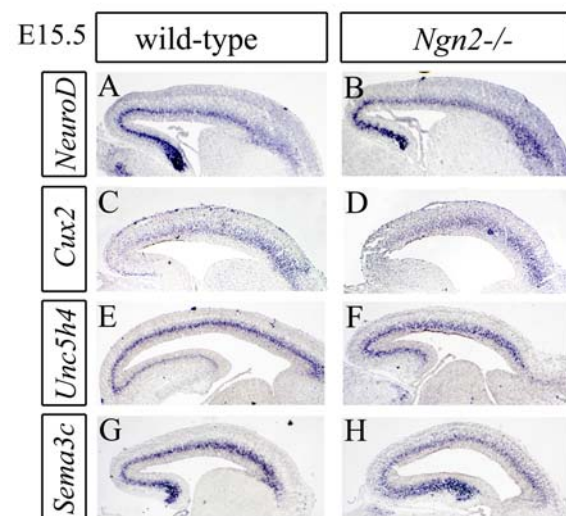 E15.5 wild-type Ngn2-/-
NeuroD A B
Cux2 C D
Unc5h4 E F
Sema3c G H